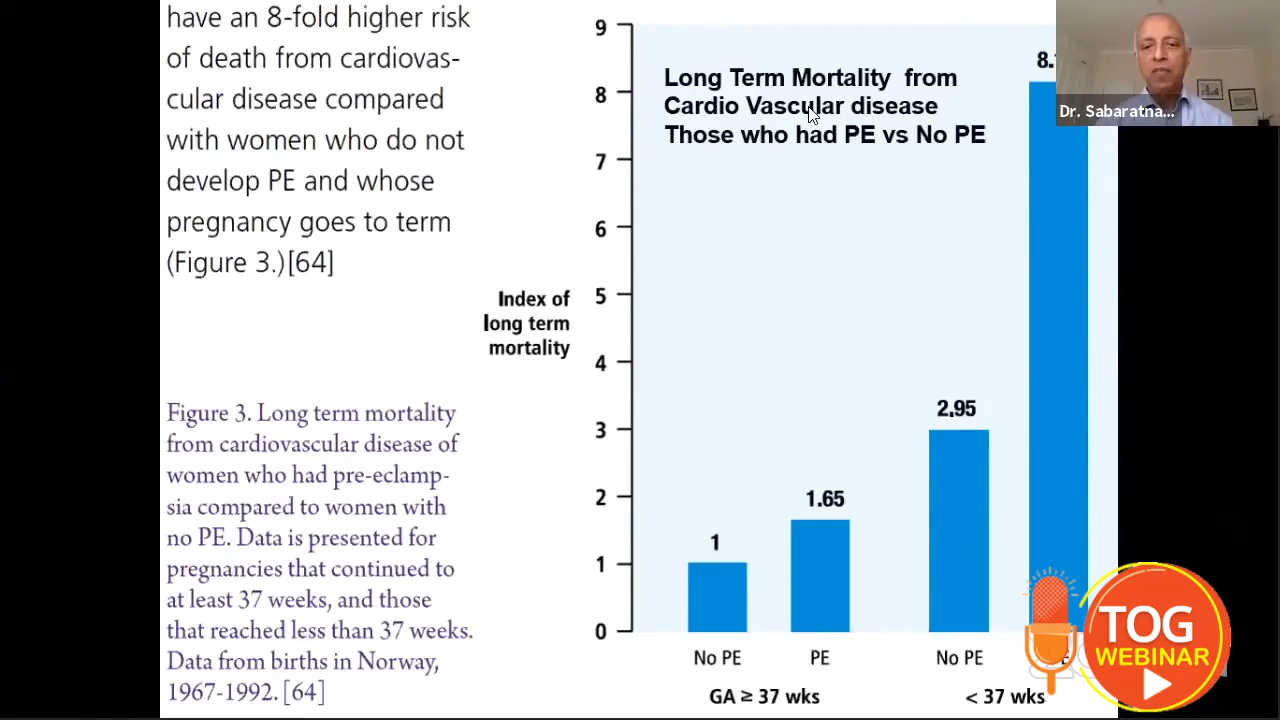 have an 8-fold higher risk
of death from cardiovas-
cular disease compared
with women who do not
develop PE and whose
pregnancy goes to term
(Figure 3.)[64]
Figure 3. Long term mortality
from cardiovascular disease of
women who had pre-eclamp-
sia compared to women with
no PE. Data is presented for
pregnancies that continued to
at least 37 weeks, and those
that reached less than 37 weeks.
Data from births in Norway,
1967-1992. [64]
Index of
long term
mortality
9
8
7
6
5
4
3
2
1
0
Long Term Mortality from
Cardio Vascular disease
Those who had PE vs No PE
1
1.65
2.95
No PE
PE
No PE
GA ≥ 37 wks
< 37 wks
Dr. Sabaratna...
TOG
WEBINAR